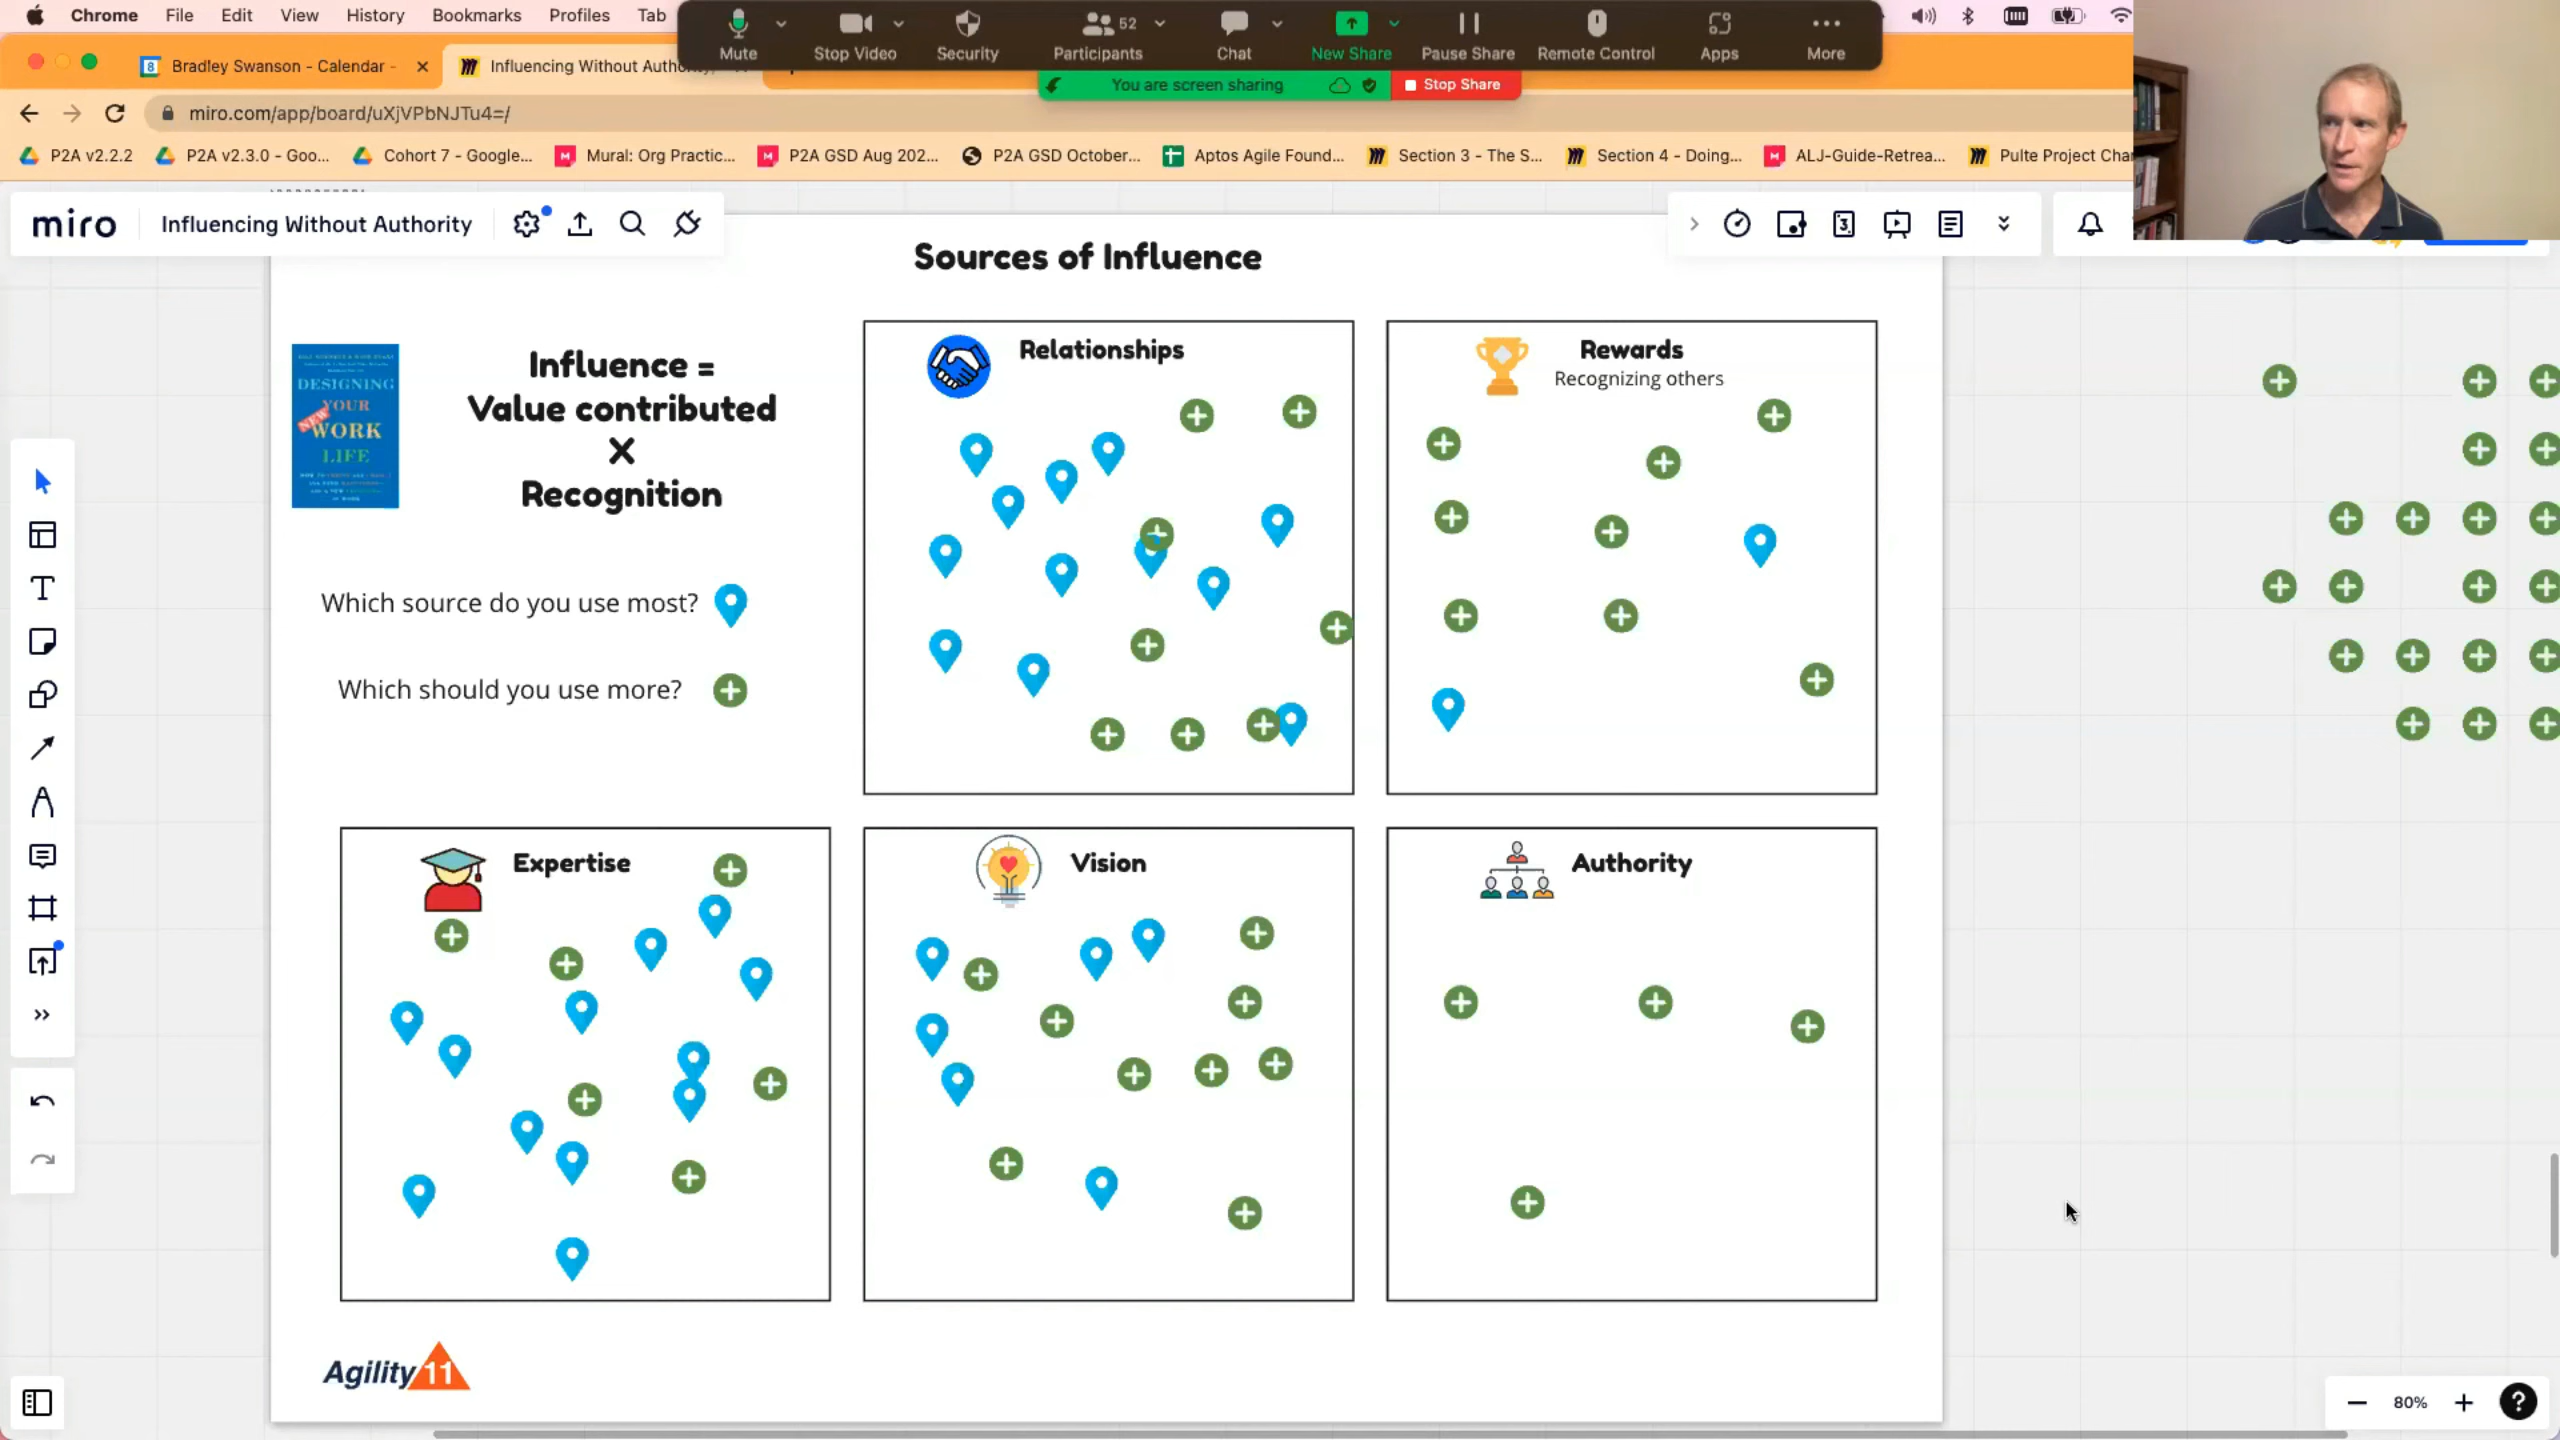 Chrome File Edit View History Bookmarks Profiles Tab
Mute Stop Video Security Participants 52 Chat New Share Pause Share Remote Control Apps More
8 Bradley Swanson - Calendar - Influencing Without Authority
You are screen sharing Stop Share
miro.com/app/board/uXjVPbNJTu4=/
P2A v2.2.2 P2A v2.3.0 - Goo... Cohort 7 - Google... Mural: Org Practic... P2A GSD Aug 202... P2A GSD October... Aptos Agile Found... Section 3 - The S... Section 4 - Doing... ALJ-Guide-Retrea... Pulte Project Cha
miro Influencing Without Authority
3
Sources of Influence
DESIGNING
YOUR
NEW
WORK
LIFE
Influence =
Value contributed
X
Recognition
Which source do you use most?
Which should you use more?
Relationships
Rewards
Recognizing others
Expertise
Vision
Authority
Agility 11
80%